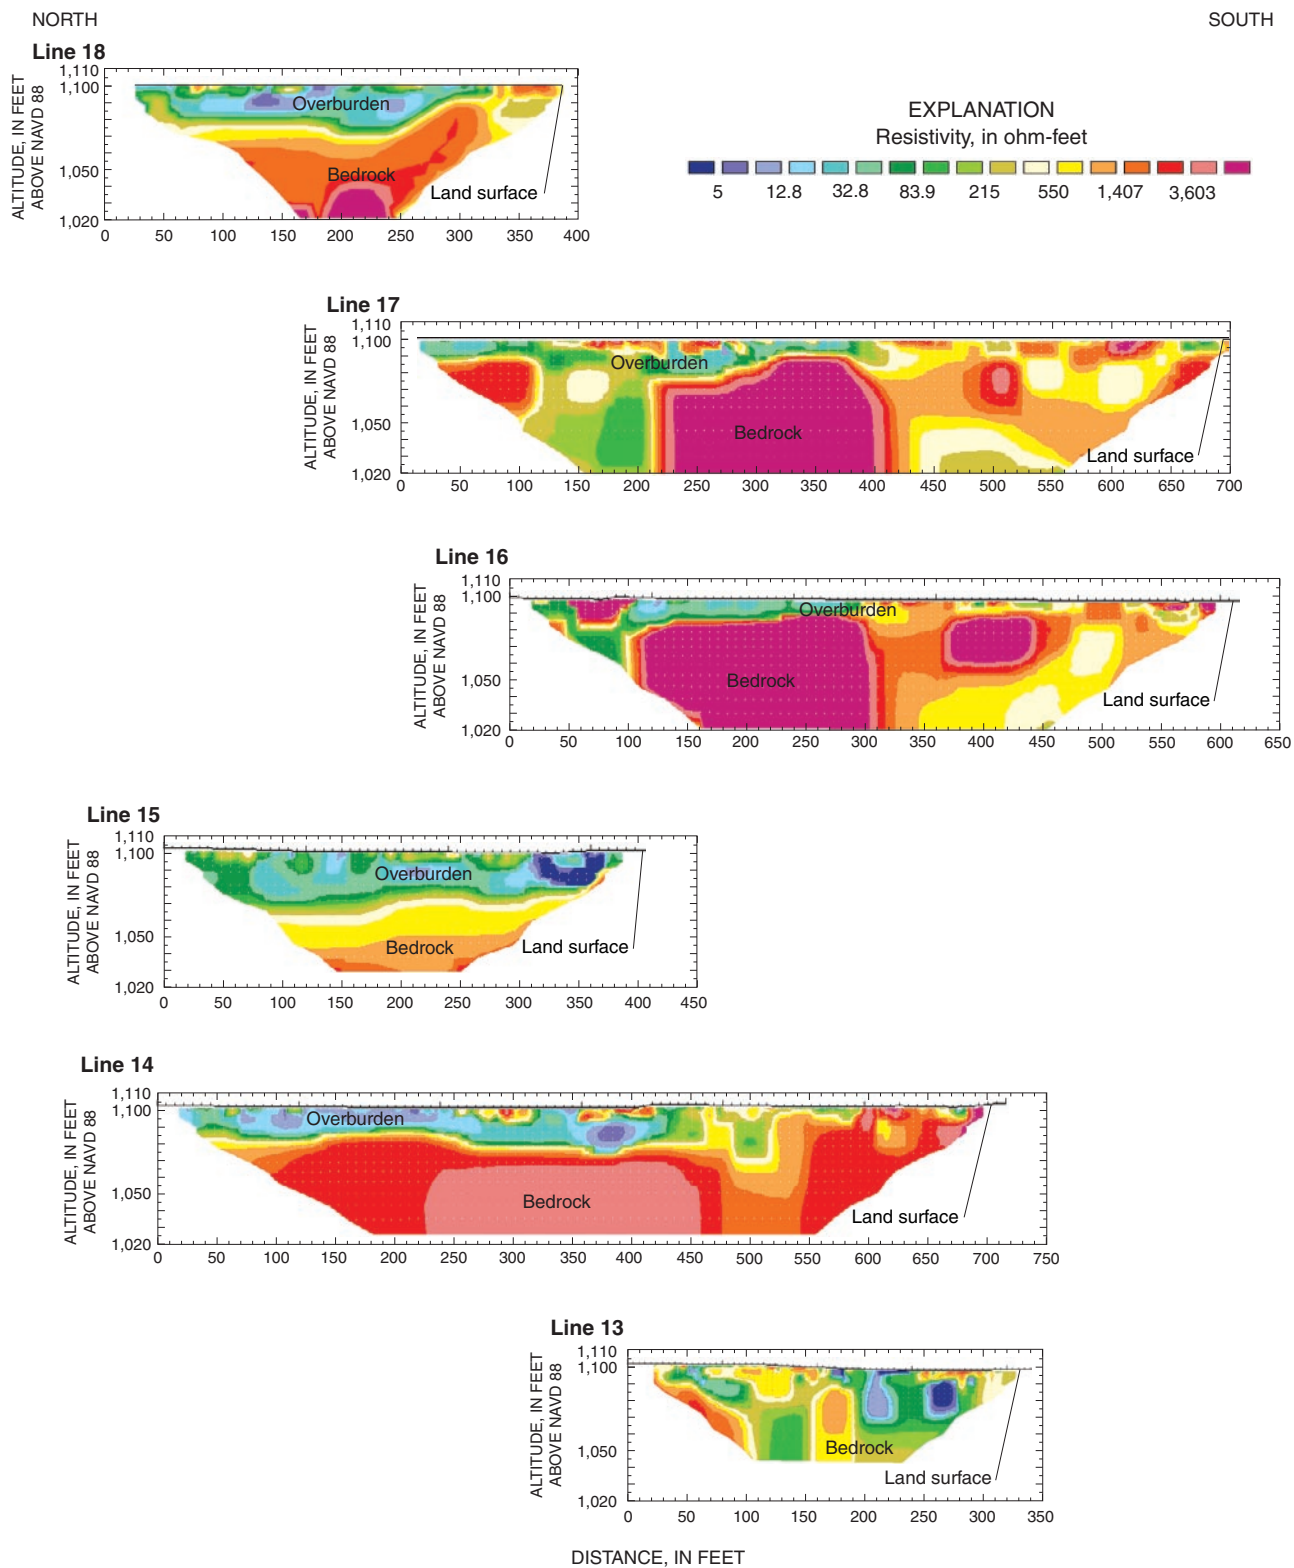 NORTH
SOUTH
Line 18
ALTITUDE, IN FEET
ABOVE NAVD 88
1,110
1,100
1,050
1,020
Overburden
Bedrock
Land surface
0 50 100 150 200 250 300 350 400
EXPLANATION
Resistivity, in ohm-feet
5 12.8 32.8 83.9 215 550 1,407 3,603
Line 17
ALTITUDE, IN FEET
ABOVE NAVD 88
1,110
1,100
1,050
1,020
Overburden
Bedrock
Land surface
0 50 100 150 200 250 300 350 400 450 500 550 600 650 700
Line 16
ALTITUDE, IN FEET
ABOVE NAVD 88
1,110
1,100
1,050
1,020
Overburden
Bedrock
Land surface
0 50 100 150 200 250 300 350 400 450 500 550 600 650
Line 15
ALTITUDE, IN FEET
ABOVE NAVD 88
1,110
1,100
1,050
1,020
Overburden
Bedrock
Land surface
0 50 100 150 200 250 300 350 400 450
Line 14
ALTITUDE, IN FEET
ABOVE NAVD 88
1,110
1,100
1,050
1,020
Overburden
Bedrock
Land surface
0 50 100 150 200 250 300 350 400 450 500 550 600 650 700 750
Line 13
ALTITUDE, IN FEET
ABOVE NAVD 88
1,110
1,100
1,050
1,020
Bedrock
Land surface
0 50 100 150 200 250 300 350
DISTANCE, IN FEET